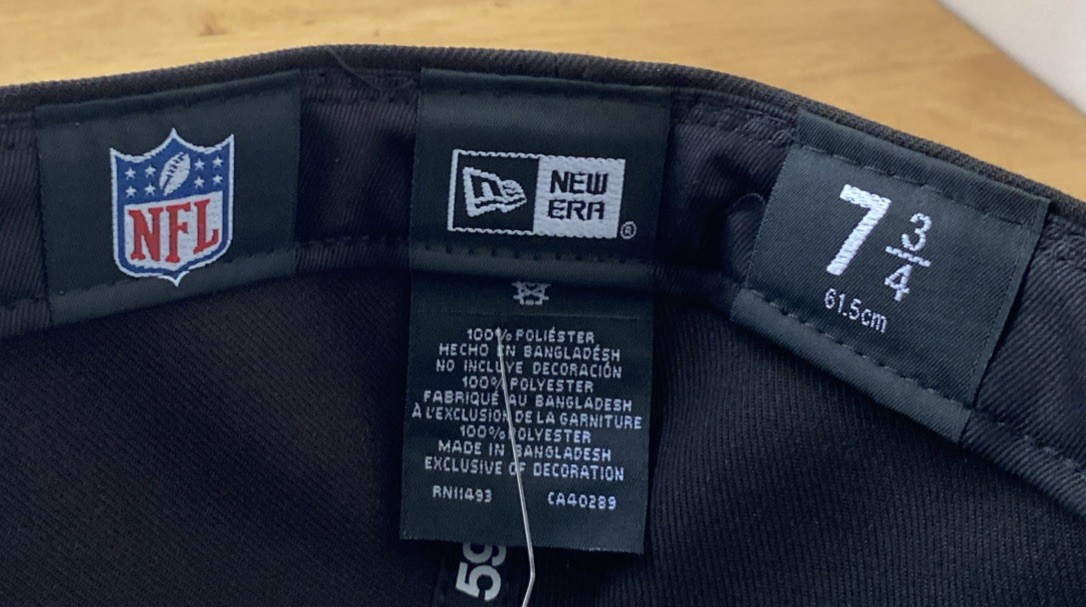 NFL
NEW
ERA
®
7 3/4
61.5cm
100% POLIÉSTER
HECHO EN BANGLADÉSH
NO INCLUYE DECORACIÓN
100% POLYESTER
FABRIQUÉ AU BANGLADESH
À L'EXCLUSION DE LA GARNITURE
100% POLYESTER
MADE IN BANGLADESH
EXCLUSIVE OF DECORATION
RN11493 CA40289
59